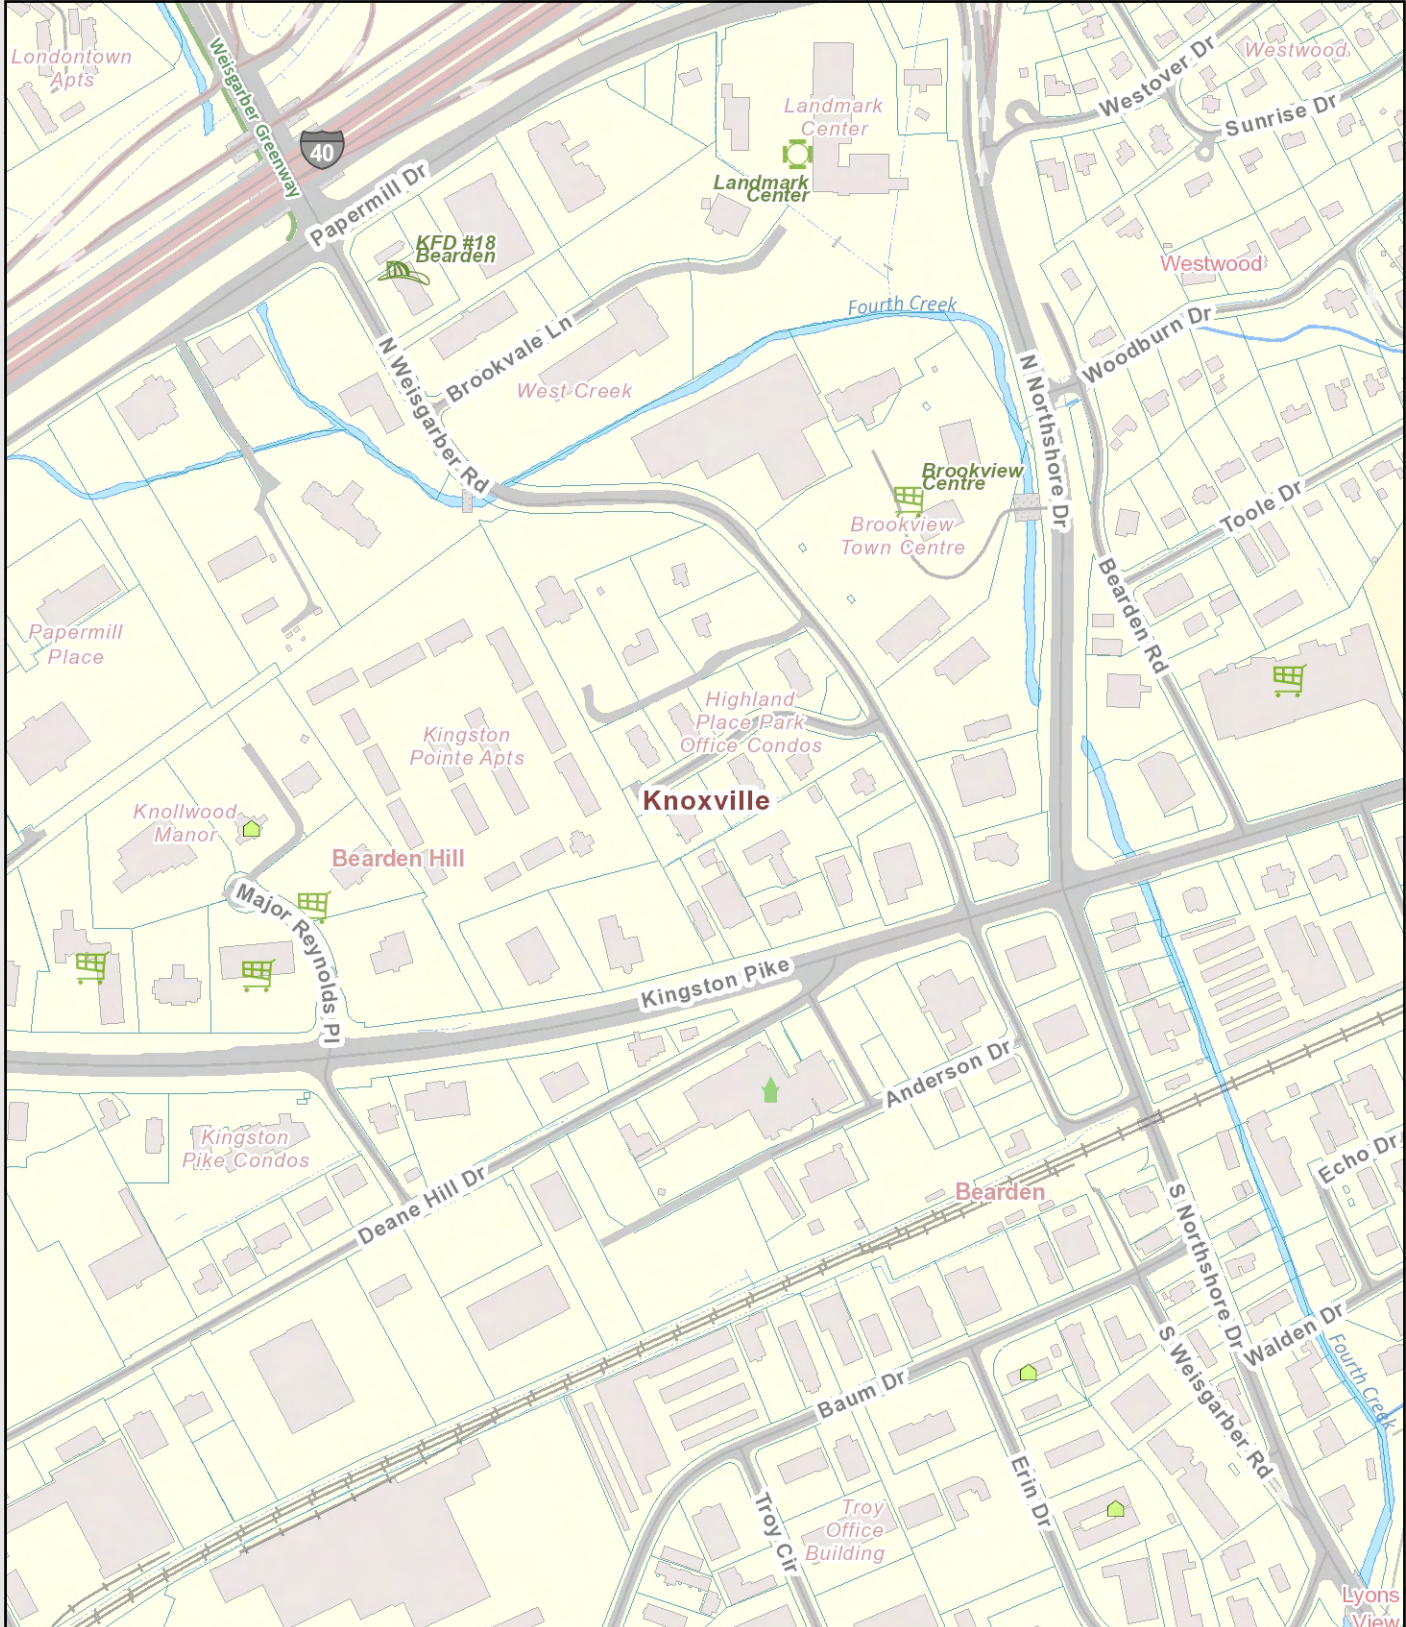 Londontown
Apts
Weisgarber Greenway
40
Papermill Dr
KFD #18
Bearden
Landmark
Center
Landmark
Center
Westover Dr
Westwood
Sunrise Dr
Westwood
Fourth Creek
Woodburn Dr
N Weisgarber Rd
Brookvale Ln
West Creek
N Northshore Dr
Brookview
Centre
Brookview
Town Centre
Toole Dr
Bearden Rd
Papermill
Place
Kingston
Pointe Apts
Highland
Place Park
Office Condos
Knoxville
Knollwood
Manor
Bearden Hill
Major Reynolds Pl
Kingston Pike
Anderson Dr
Kingston
Pike Condos
Deane Hill Dr
Bearden
Echo Dr
S Northshore Dr
Walden Dr
Fourth Creek
S Weisgarber Rd
Baum Dr
Erin Dr
Troy Cir
Troy
Office
Building
Lyons
View